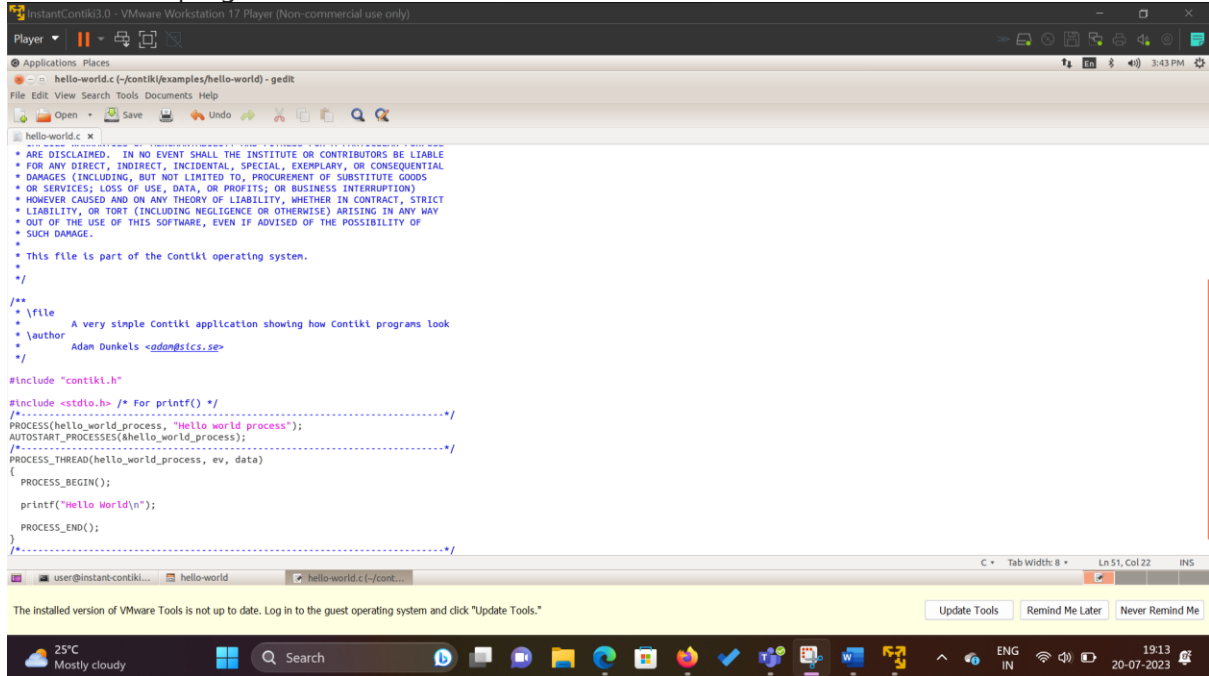 InstantContiki3.0 - VMware Workstation 17 Player (Non-commercial use only)
Player
Applications Places
En 3:43 PM
hello-world.c (~/contiki/examples/hello-world) - gedit
File Edit View Search Tools Documents Help
Open Save Undo
hello-world.c x
* ARE DISCLAIMED. IN NO EVENT SHALL THE INSTITUTE OR CONTRIBUTORS BE LIABLE
* FOR ANY DIRECT, INDIRECT, INCIDENTAL, SPECIAL, EXEMPLARY, OR CONSEQUENTIAL
* DAMAGES (INCLUDING, BUT NOT LIMITED TO, PROCUREMENT OF SUBSTITUTE GOODS
* OR SERVICES; LOSS OF USE, DATA, OR PROFITS; OR BUSINESS INTERRUPTION)
* HOWEVER CAUSED AND ON ANY THEORY OF LIABILITY, WHETHER IN CONTRACT, STRICT
* LIABILITY, OR TORT (INCLUDING NEGLIGENCE OR OTHERWISE) ARISING IN ANY WAY
* OUT OF THE USE OF THIS SOFTWARE, EVEN IF ADVISED OF THE POSSIBILITY OF
* SUCH DAMAGE.
*
* This file is part of the Contiki operating system.
*
*/
/**
* \file
*         A very simple Contiki application showing how Contiki programs look
* \author
*         Adam Dunkels <adam@sics.se>
*/
#include "contiki.h"
#include <stdio.h> /* For printf() */
/*---------------------------------------------------------------------------*/
PROCESS(hello_world_process, "Hello world process");
AUTOSTART_PROCESSES(&hello_world_process);
/*---------------------------------------------------------------------------*/
PROCESS_THREAD(hello_world_process, ev, data)
{
  PROCESS_BEGIN();
  printf("Hello World\n");
  PROCESS_END();
}
/*---------------------------------------------------------------------------*/
C Tab Width: 8 Ln 51, Col 22 INS
user@instant-contiki... hello-world hello-world.c (~/cont...
The installed version of VMware Tools is not up to date. Log in to the guest operating system and click "Update Tools."
Update Tools Remind Me Later Never Remind Me
25°C
Mostly cloudy
Search
ENG
IN
19:13
20-07-2023